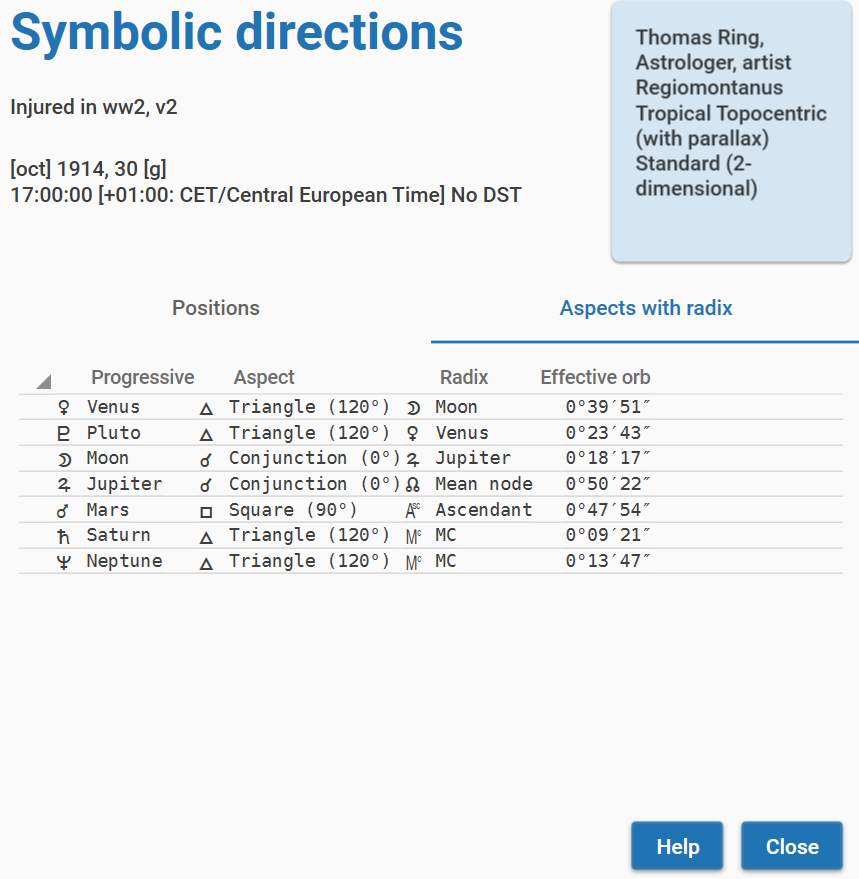 Symbolic directions
Thomas Ring,
Astrologer, artist
Regiomontanus
Tropical Topocentric
(with parallax)
Standard (2-
dimensional)
Injured in ww2, v2
[oct] 1914, 30 [g]
17:00:00 [+01:00: CET/Central European Time] No DST
Positions Aspects with radix
Progressive Aspect Radix Effective orb
♀ Venus △ Triangle (120°) ☽ Moon 0°39′51″
♇ Pluto △ Triangle (120°) ♀ Venus 0°23′43″
☽ Moon ☌ Conjunction (0°) ♃ Jupiter 0°18′17″
♃ Jupiter ☌ Conjunction (0°) ☊ Mean node 0°50′22″
♂ Mars □ Square (90°) Asc Ascendant 0°47′54″
♄ Saturn △ Triangle (120°) Mc MC 0°09′21″
♆ Neptune △ Triangle (120°) Mc MC 0°13′47″
Help Close